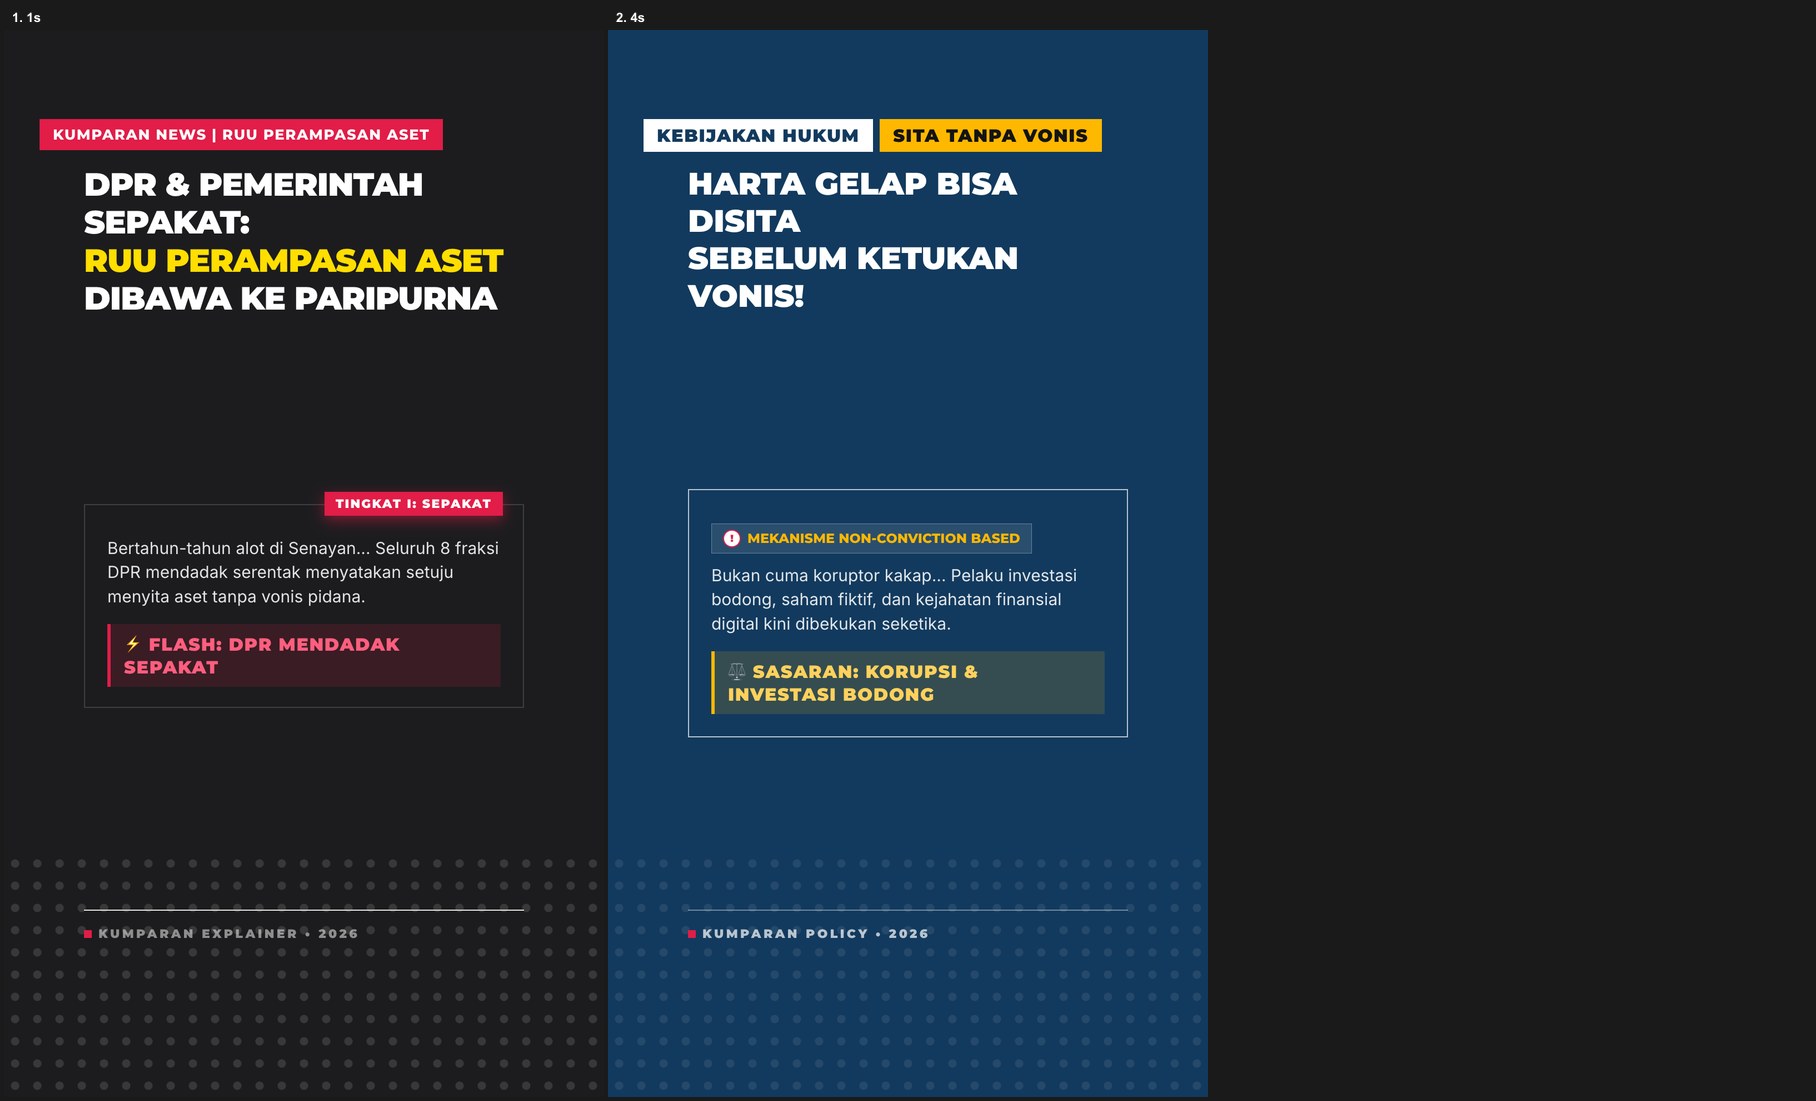 1. 1s
KUMPARAN NEWS | RUU PERAMPASAN ASET
DPR & PEMERINTAH
SEPAKAT:
RUU PERAMPASAN ASET
DIBAWA KE PARIPURNA
TINGKAT I: SEPAKAT
Bertahun-tahun alot di Senayan... Seluruh 8 fraksi
DPR mendadak serentak menyatakan setuju
menyita aset tanpa vonis pidana.
⚡ FLASH: DPR MENDADAK
SEPAKAT
KUMPARAN EXPLAINER • 2026
2. 4s
KEBIJAKAN HUKUM
SITA TANPA VONIS
HARTA GELAP BISA
DISITA
SEBELUM KETUKAN
VONIS!
! MEKANISME NON-CONVICTION BASED
Bukan cuma koruptor kakap... Pelaku investasi
bodong, saham fiktif, dan kejahatan finansial
digital kini dibekukan seketika.
⚖ SASARAN: KORUPSI &
INVESTASI BODONG
KUMPARAN POLICY • 2026